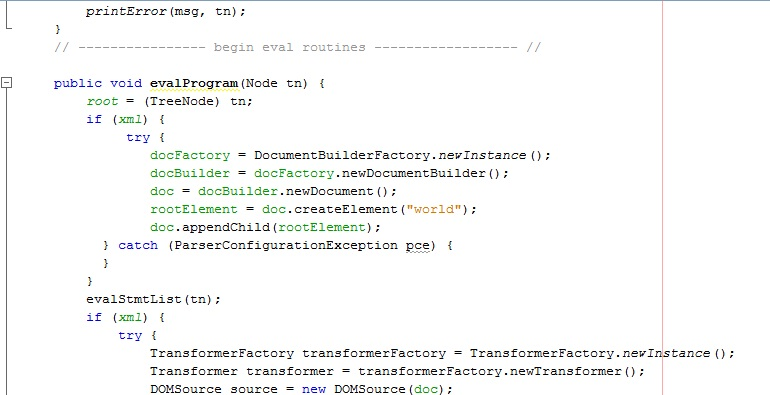 printError(msg, tn);
}
// ---------------- begin eval routines ------------------ //
public void evalProgram(Node tn) {
root = (TreeNode) tn;
if (xml) {
try {
docFactory = DocumentBuilderFactory.newInstance();
docBuilder = docFactory.newDocumentBuilder();
doc = docBuilder.newDocument();
rootElement = doc.createElement("world");
doc.appendChild(rootElement);
} catch (ParserConfigurationException pce) {
}
}
evalStmtList(tn);
if (xml) {
try {
TransformerFactory transformerFactory = TransformerFactory.newInstance();
Transformer transformer = transformerFactory.newTransformer();
DOMSource source = new DOMSource(doc);